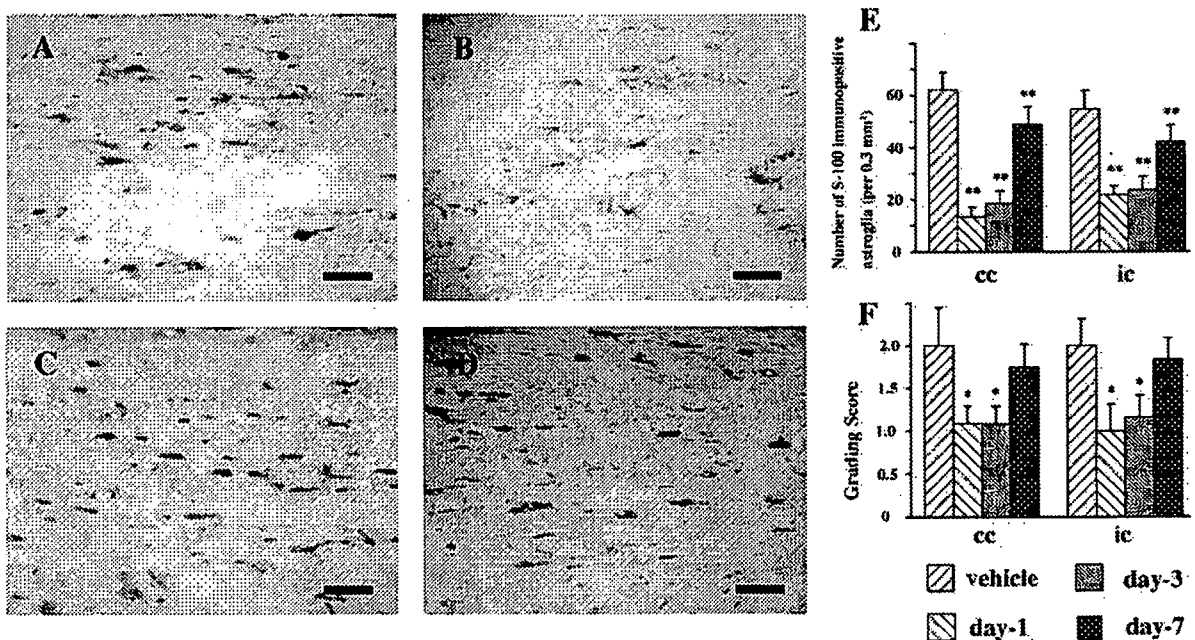 A
B
C
D
E
Number of S-100 immunopositive
astroglia (per 0.3 mm²)
60
40
20
0
** ** **
** ** **
cc ic
F
Grading Score
2.0
1.5
1.0
0.5
0
* *
* *
cc ic
vehicle day-3
day-1 day-7